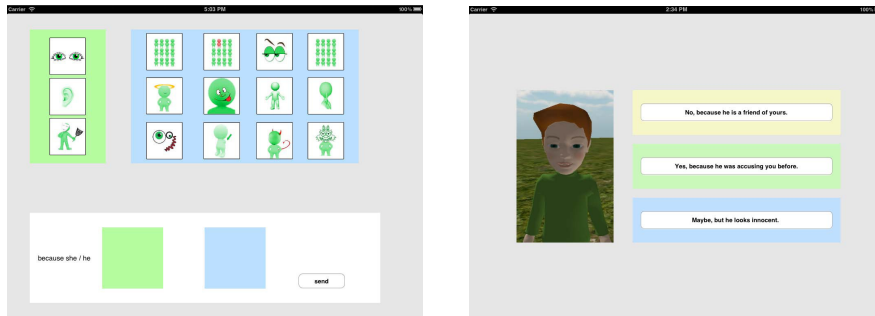 Carrier 5:03 PM 100%
because she / he
send
Carrier 2:34 PM 100%
No, because he is a friend of yours.
Yes, because he was accusing you before.
Maybe, but he looks innocent.